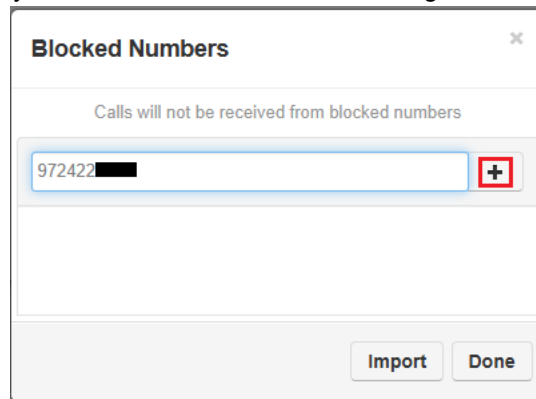 Blocked Numbers ×
Calls will not be received from blocked numbers
972422
+
Import Done